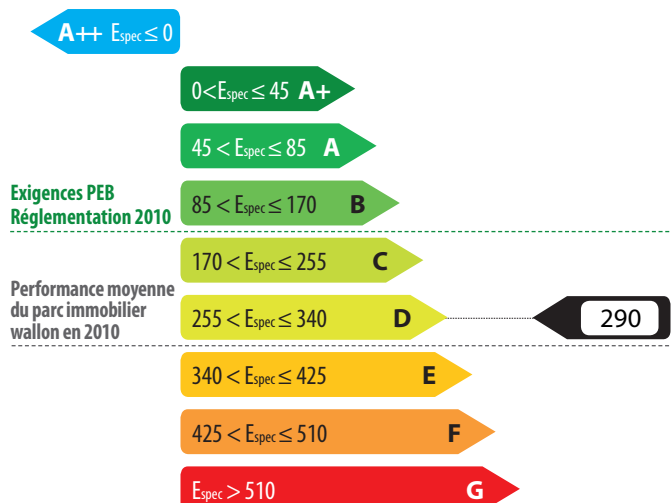 A++ Espec ≤ 0
0<Espec ≤ 45 A+
45 < Espec ≤ 85 A
Exigences PEB
Réglementation 2010
85 < Espec ≤ 170 B
170 < Espec ≤ 255 C
Performance moyenne
du parc immobilier
wallon en 2010
255 < Espec ≤ 340 D
290
340 < Espec ≤ 425 E
425 < Espec ≤ 510 F
Espec > 510 G